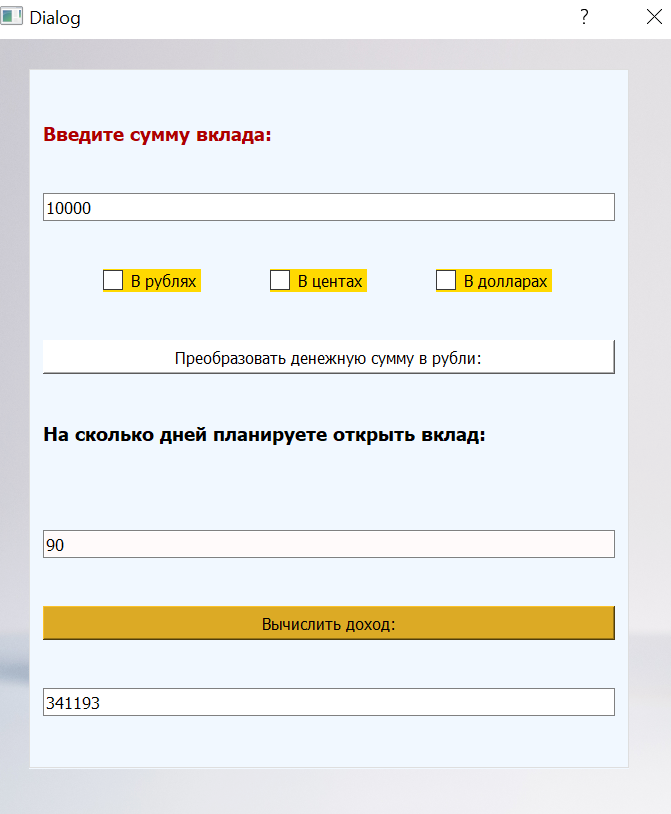 Dialog
?
Введите сумму вклада:
10000
В рублях В центах В долларах
Преобразовать денежную сумму в рубли:
На сколько дней планируете открыть вклад:
90
Вычислить доход:
341193